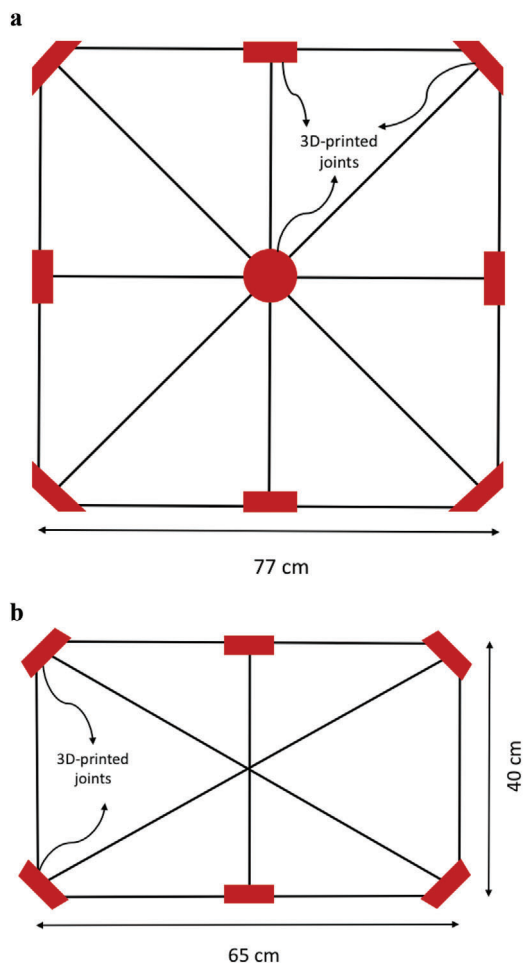 a
3D-printed
joints
77 cm
b
3D-printed
joints
40 cm
65 cm